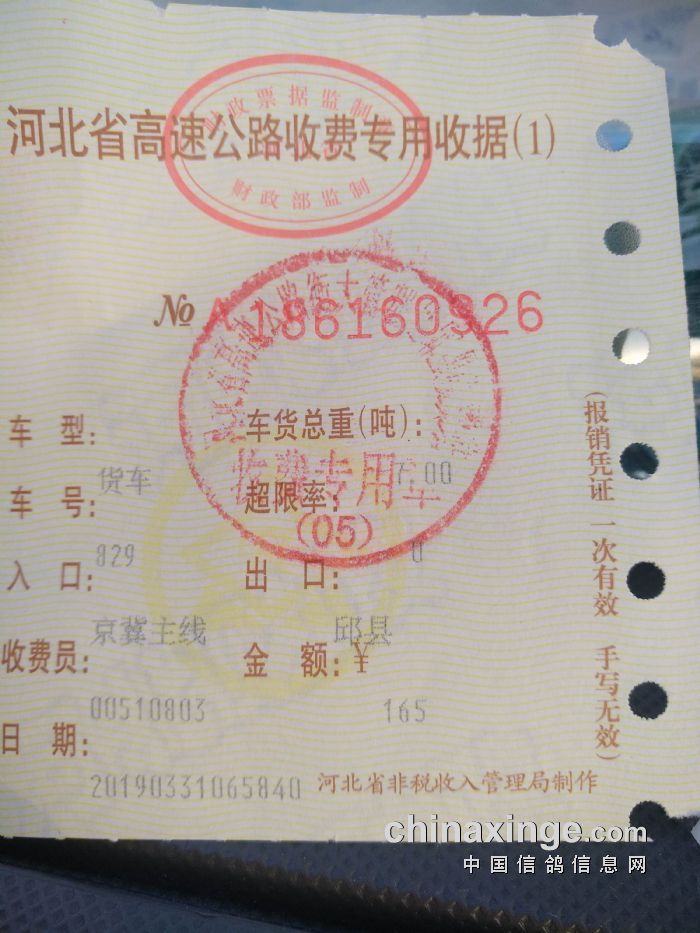 河北省高速公路收费专用收据(1)
财政票据监制章
财政部监制
№ A 186160926
收费专用章
(05)
车 型:
货车
车货总重(吨):
7.00
车 号:
829
超限率:
0
入 口:
京冀主线
出 口:
邱县
收费员:
00510803
金 额:¥
165
日 期:
20190331065840
河北省非税收入管理局制作
(报销凭证 一次有效 手写无效)
chinaxinge.com
中国信鸽信息网